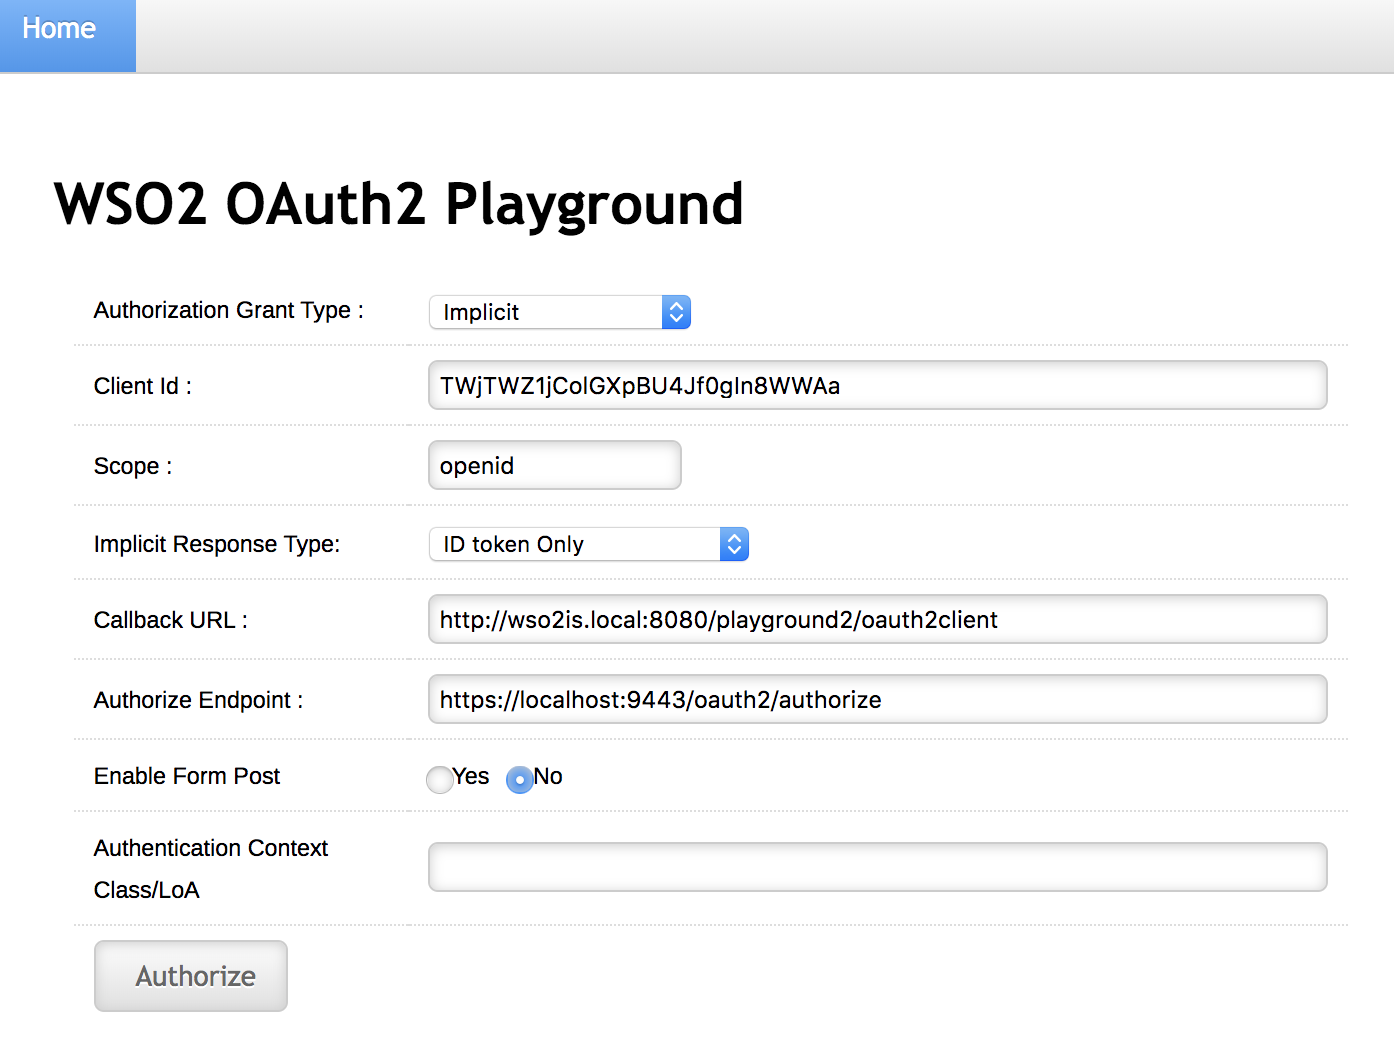 Home
WSO2 OAuth2 Playground
Authorization Grant Type : Implicit
Client Id : TWjTWZ1jColGXpBU4Jf0gIn8WWAa
Scope : openid
Implicit Response Type: ID token Only
Callback URL : http://wso2is.local:8080/playground2/oauth2client
Authorize Endpoint : https://localhost:9443/oauth2/authorize
Enable Form Post Yes No
Authentication Context
Class/LoA
Authorize